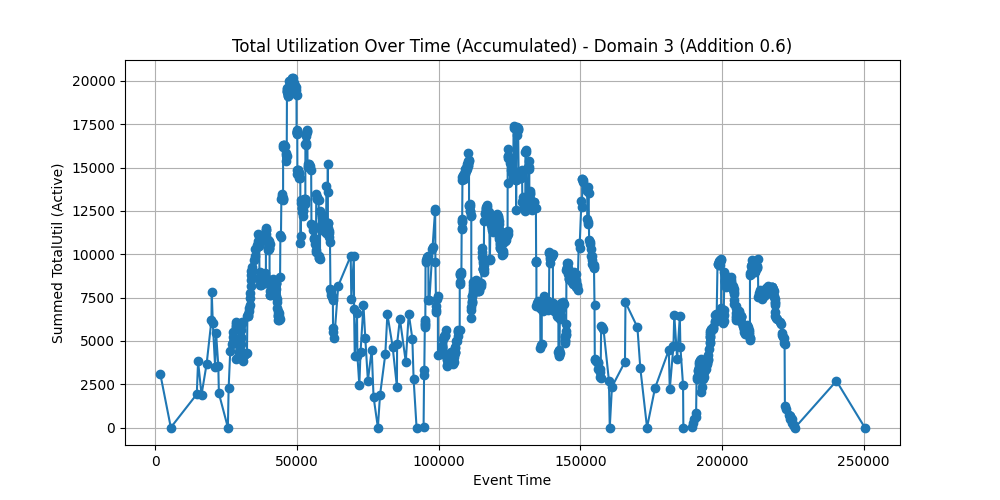 Total Utilization Over Time (Accumulated) - Domain 3 (Addition 0.6)
Summed TotalUtil (Active)
20000
17500
15000
12500
10000
7500
5000
2500
0
0 50000 100000 150000 200000 250000
Event Time